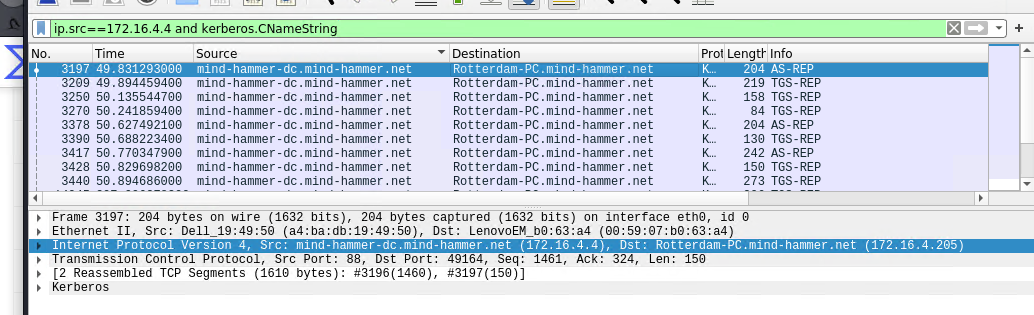 ip.src==172.16.4.4 and kerberos.CNameString
No. Time Source Destination Prot Length Info
3197 49.831293000 mind-hammer-dc.mind-hammer.net Rotterdam-PC.mind-hammer.net K… 204 AS-REP
3209 49.894459400 mind-hammer-dc.mind-hammer.net Rotterdam-PC.mind-hammer.net K… 219 TGS-REP
3250 50.135544700 mind-hammer-dc.mind-hammer.net Rotterdam-PC.mind-hammer.net K… 158 TGS-REP
3270 50.241859400 mind-hammer-dc.mind-hammer.net Rotterdam-PC.mind-hammer.net K… 84 TGS-REP
3378 50.627492100 mind-hammer-dc.mind-hammer.net Rotterdam-PC.mind-hammer.net K… 204 AS-REP
3390 50.688223400 mind-hammer-dc.mind-hammer.net Rotterdam-PC.mind-hammer.net K… 130 TGS-REP
3417 50.770347900 mind-hammer-dc.mind-hammer.net Rotterdam-PC.mind-hammer.net K… 242 AS-REP
3428 50.829698200 mind-hammer-dc.mind-hammer.net Rotterdam-PC.mind-hammer.net K… 150 TGS-REP
3440 50.894686000 mind-hammer-dc.mind-hammer.net Rotterdam-PC.mind-hammer.net K… 273 TGS-REP
Frame 3197: 204 bytes on wire (1632 bits), 204 bytes captured (1632 bits) on interface eth0, id 0
Ethernet II, Src: Dell_19:49:50 (a4:ba:db:19:49:50), Dst: LenovoEM_b0:63:a4 (00:59:07:b0:63:a4)
Internet Protocol Version 4, Src: mind-hammer-dc.mind-hammer.net (172.16.4.4), Dst: Rotterdam-PC.mind-hammer.net (172.16.4.205)
Transmission Control Protocol, Src Port: 88, Dst Port: 49164, Seq: 1461, Ack: 324, Len: 150
[2 Reassembled TCP Segments (1610 bytes): #3196(1460), #3197(150)]
Kerberos